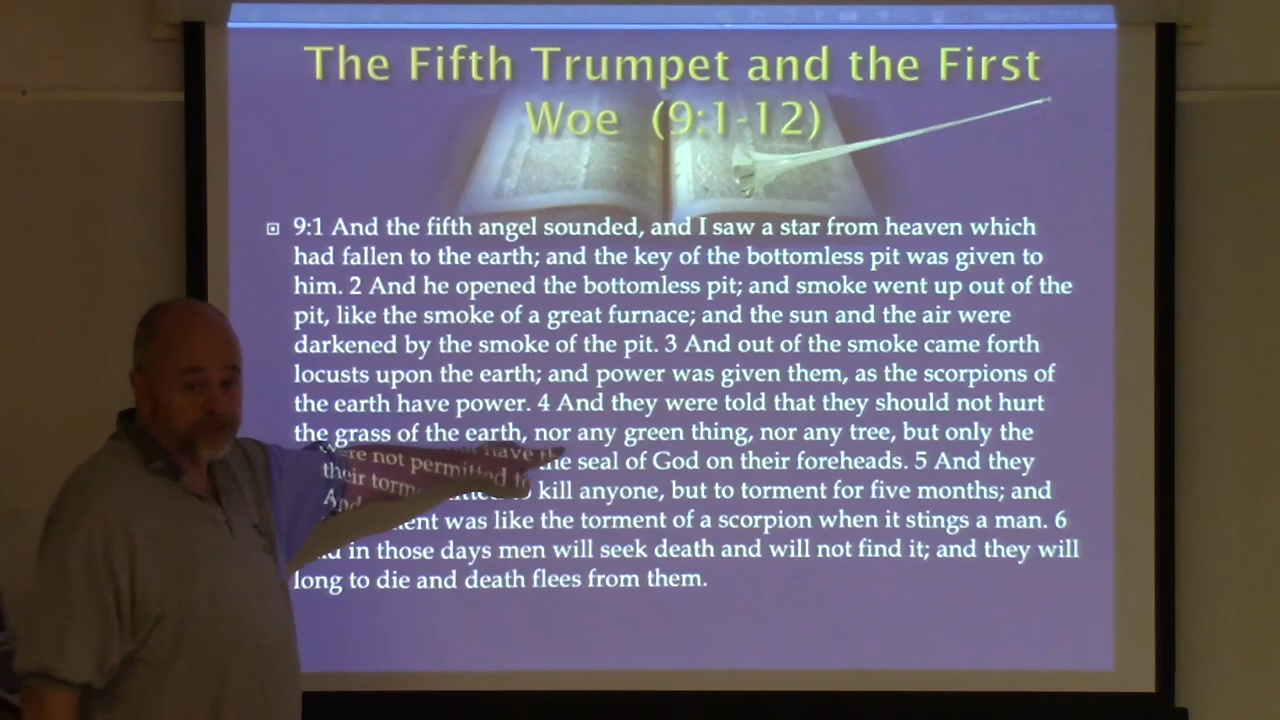 The Fifth Trumpet and the First
Woe (9:1-12)
9:1 And the fifth angel sounded, and I saw a star from heaven which
had fallen to the earth; and the key of the bottomless pit was given to
him. 2 And he opened the bottomless pit; and smoke went up out of the
pit, like the smoke of a great furnace; and the sun and the air were
darkened by the smoke of the pit. 3 And out of the smoke came forth
locusts upon the earth; and power was given them, as the scorpions of
the earth have power. 4 And they were told that they should not hurt
the grass of the earth, nor any green thing, nor any tree, but only the
have the seal of God on their foreheads. 5 And they
were not permitted to kill anyone, but to torment for five months; and
their torment was like the torment of a scorpion when it stings a man. 6
And in those days men will seek death and will not find it; and they will
long to die and death flees from them.